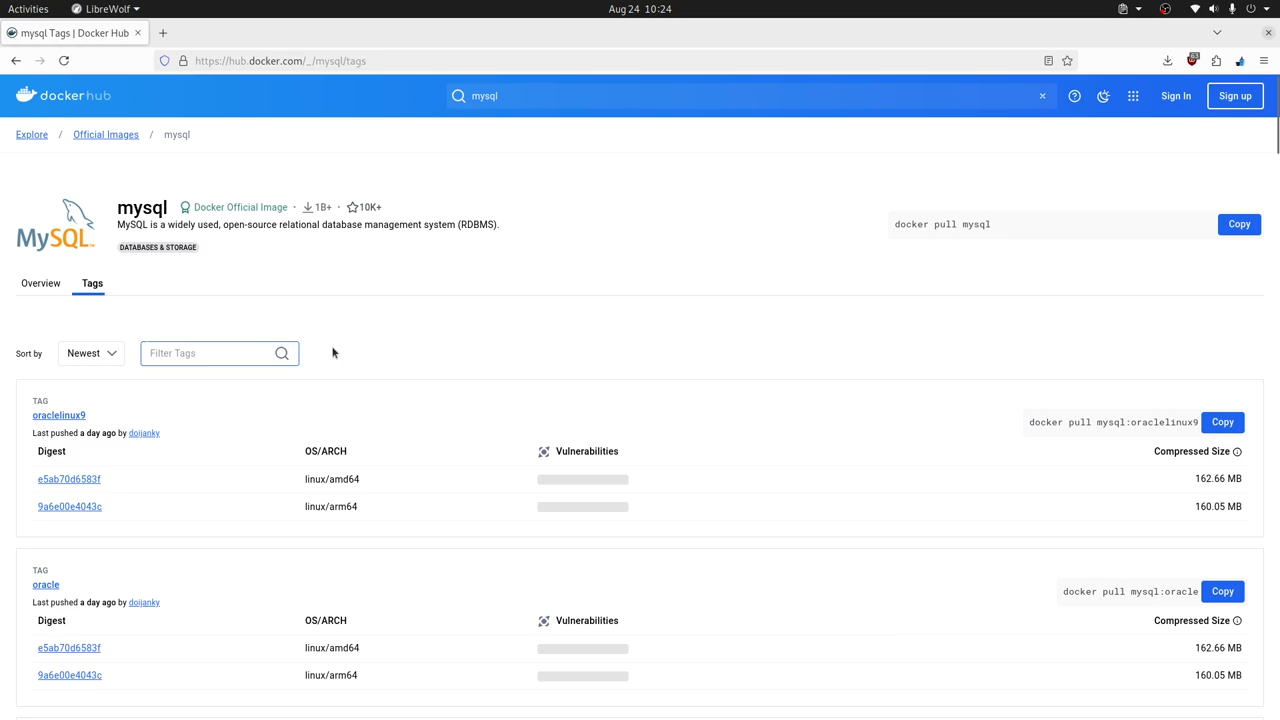 Activities LibreWolf Aug 24 10:24
mysql Tags | Docker Hub
https://hub.docker.com/_/mysql/tags 63
dockerhub mysql Sign In Sign up
Explore / Official Images / mysql
mysql Docker Official Image · 1B+ · 10K+
MySQL is a widely used, open-source relational database management system (RDBMS).
MySQL
docker pull mysql Copy
DATABASES & STORAGE
Overview Tags
Sort by Newest Filter Tags
TAG
oraclelinux9
docker pull mysql:oraclelinux9 Copy
Last pushed a day ago by doijanky
Digest OS/ARCH Vulnerabilities Compressed Size
e5ab70d6583f linux/amd64 162.66 MB
9a6e00e4043c linux/arm64 160.05 MB
TAG
oracle
docker pull mysql:oracle Copy
Last pushed a day ago by doijanky
Digest OS/ARCH Vulnerabilities Compressed Size
e5ab70d6583f linux/amd64 162.66 MB
9a6e00e4043c linux/arm64 160.05 MB